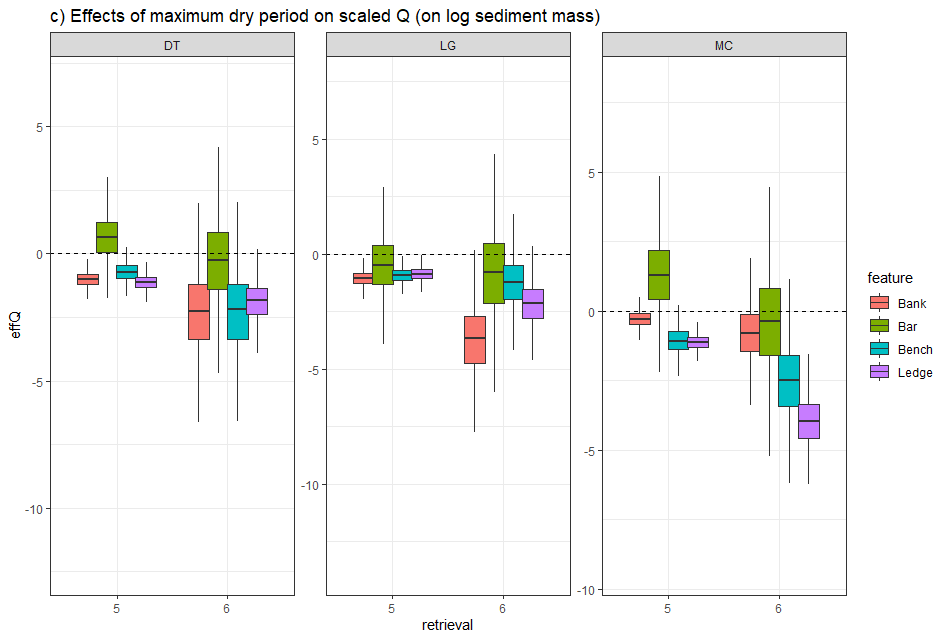 c) Effects of maximum dry period on scaled Q (on log sediment mass)
DT
LG
MC
effQ
5
0
-5
-10
5
0
-5
-10
5
0
-5
-10
5
6
5
6
5
6
retrieval
feature
Bank
Bar
Bench
Ledge